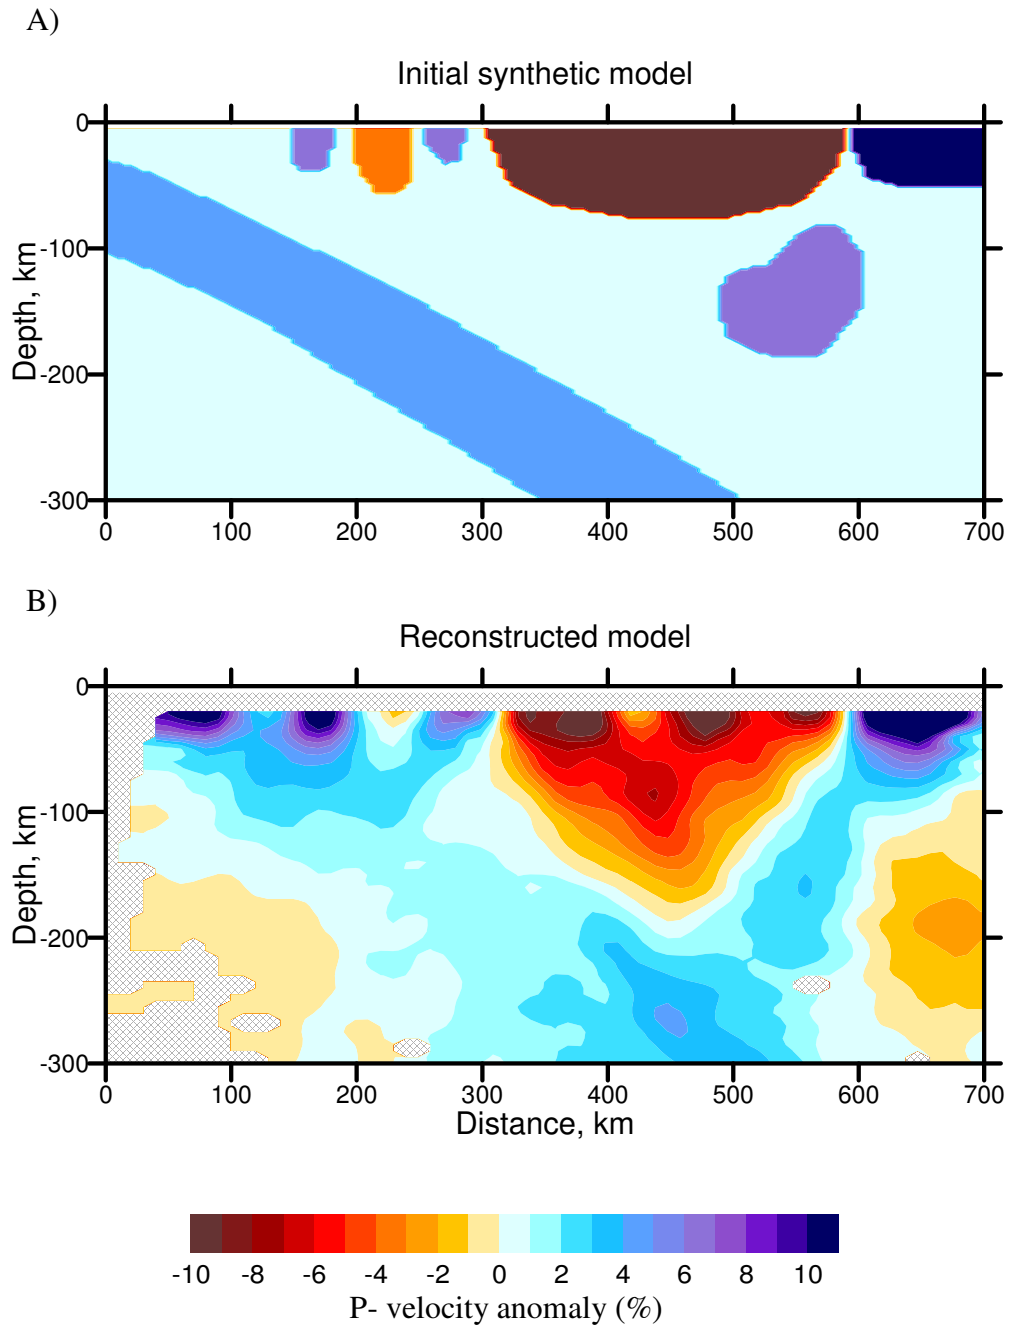 A)
Initial synthetic model
0
-100
-200
-300
Depth, km
0 100 200 300 400 500 600 700
B)
Reconstructed model
0
-100
-200
-300
Depth, km
0 100 200 300 400 500 600 700
Distance, km
-10 -8 -6 -4 -2 0 2 4 6 8 10
P- velocity anomaly (%)